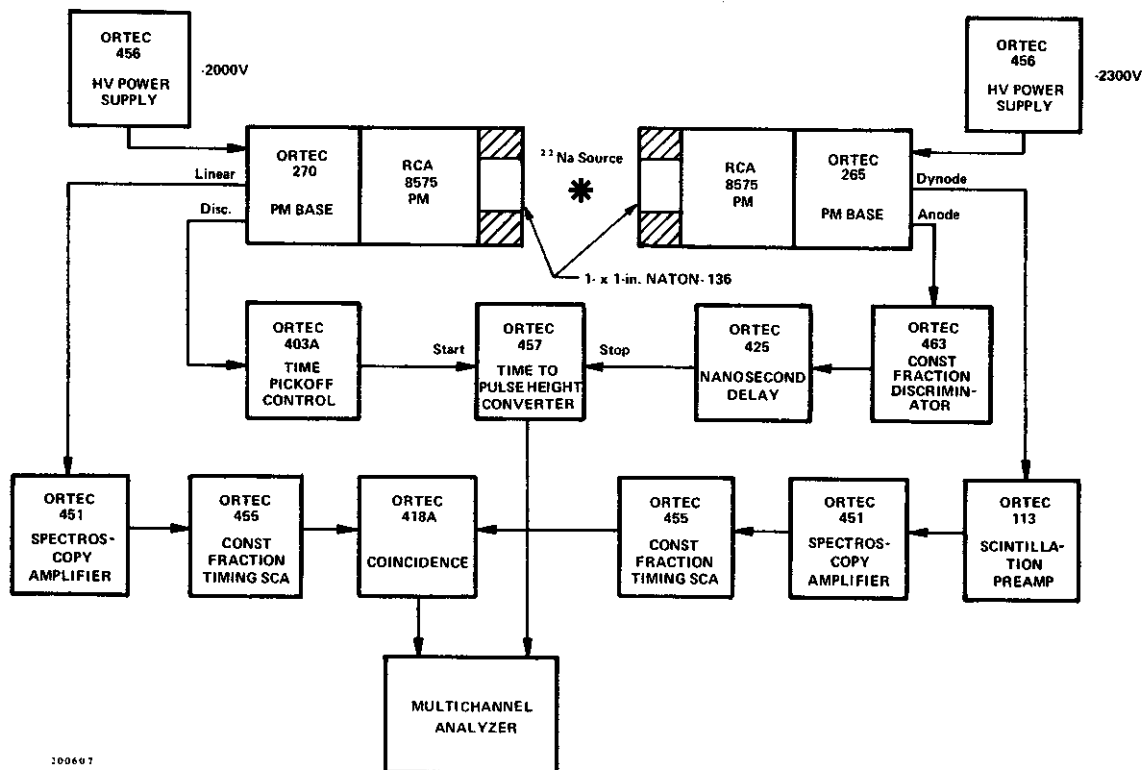 ORTEC
456
HV POWER
SUPPLY
-2000V
ORTEC
456
HV POWER
SUPPLY
-2300V
Linear
Disc.
ORTEC
270
PM BASE
RCA
8575
PM
22Na Source
RCA
8575
PM
ORTEC
265
PM BASE
Dynode
Anode
1- x 1-in. NATON-136
ORTEC
403A
TIME
PICKOFF
CONTROL
Start
ORTEC
457
TIME TO
PULSE HEIGHT
CONVERTER
Stop
ORTEC
425
NANOSECOND
DELAY
ORTEC
463
CONST
FRACTION
DISCRIMIN-
ATOR
ORTEC
451
SPECTROS-
COPY
AMPLIFIER
ORTEC
455
CONST
FRACTION
TIMING SCA
ORTEC
418A
COINCIDENCE
ORTEC
455
CONST
FRACTION
TIMING SCA
ORTEC
451
SPECTROS-
COPY
AMPLIFIER
ORTEC
113
SCINTILLA-
TION
PREAMP
MULTICHANNEL
ANALYZER
200607